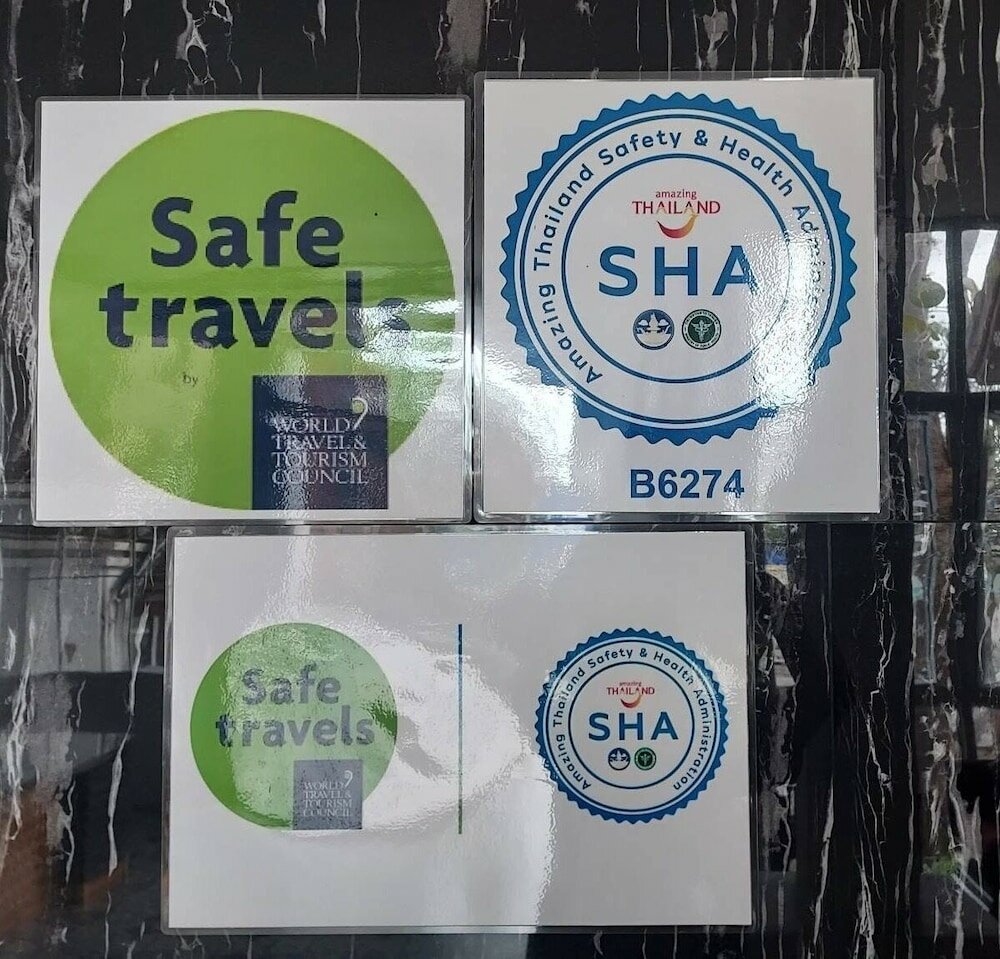 Safe
travels
by
WORLD
TRAVEL &
TOURISM
COUNCIL
Amazing Thailand Safety & Health
amazing
THAILAND
SHA
B6274
Safe
travels
WORLD
TRAVEL &
TOURISM
COUNCIL
Amazing Thailand Safety & Health Administration
amazing
THAILAND
SHA